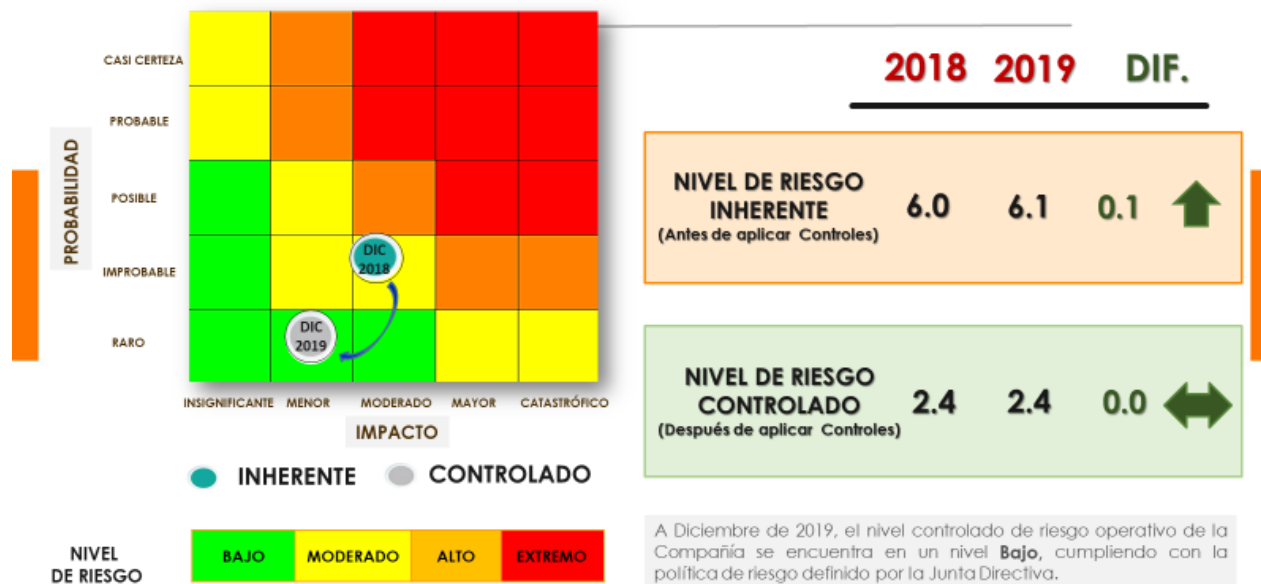 CASI CERTEZA
PROBABLE
POSIBLE
IMPROBABLE
RARO
PROBABILIDAD
DIC
2018
DIC
2019
INSIGNIFICANTE MENOR MODERADO MAYOR CATASTRÓFICO
IMPACTO
INHERENTE CONTROLADO
NIVEL
DE RIESGO
BAJO MODERADO ALTO EXTREMO
2018 2019 DIF.
NIVEL DE RIESGO
INHERENTE
(Antes de aplicar Controles)
6.0 6.1 0.1
NIVEL DE RIESGO
CONTROLADO
(Después de aplicar Controles)
2.4 2.4 0.0
A Diciembre de 2019, el nivel controlado de riesgo operativo de la
Compañía se encuentra en un nivel Bajo, cumpliendo con la
política de riesgo definido por la Junta Directiva.